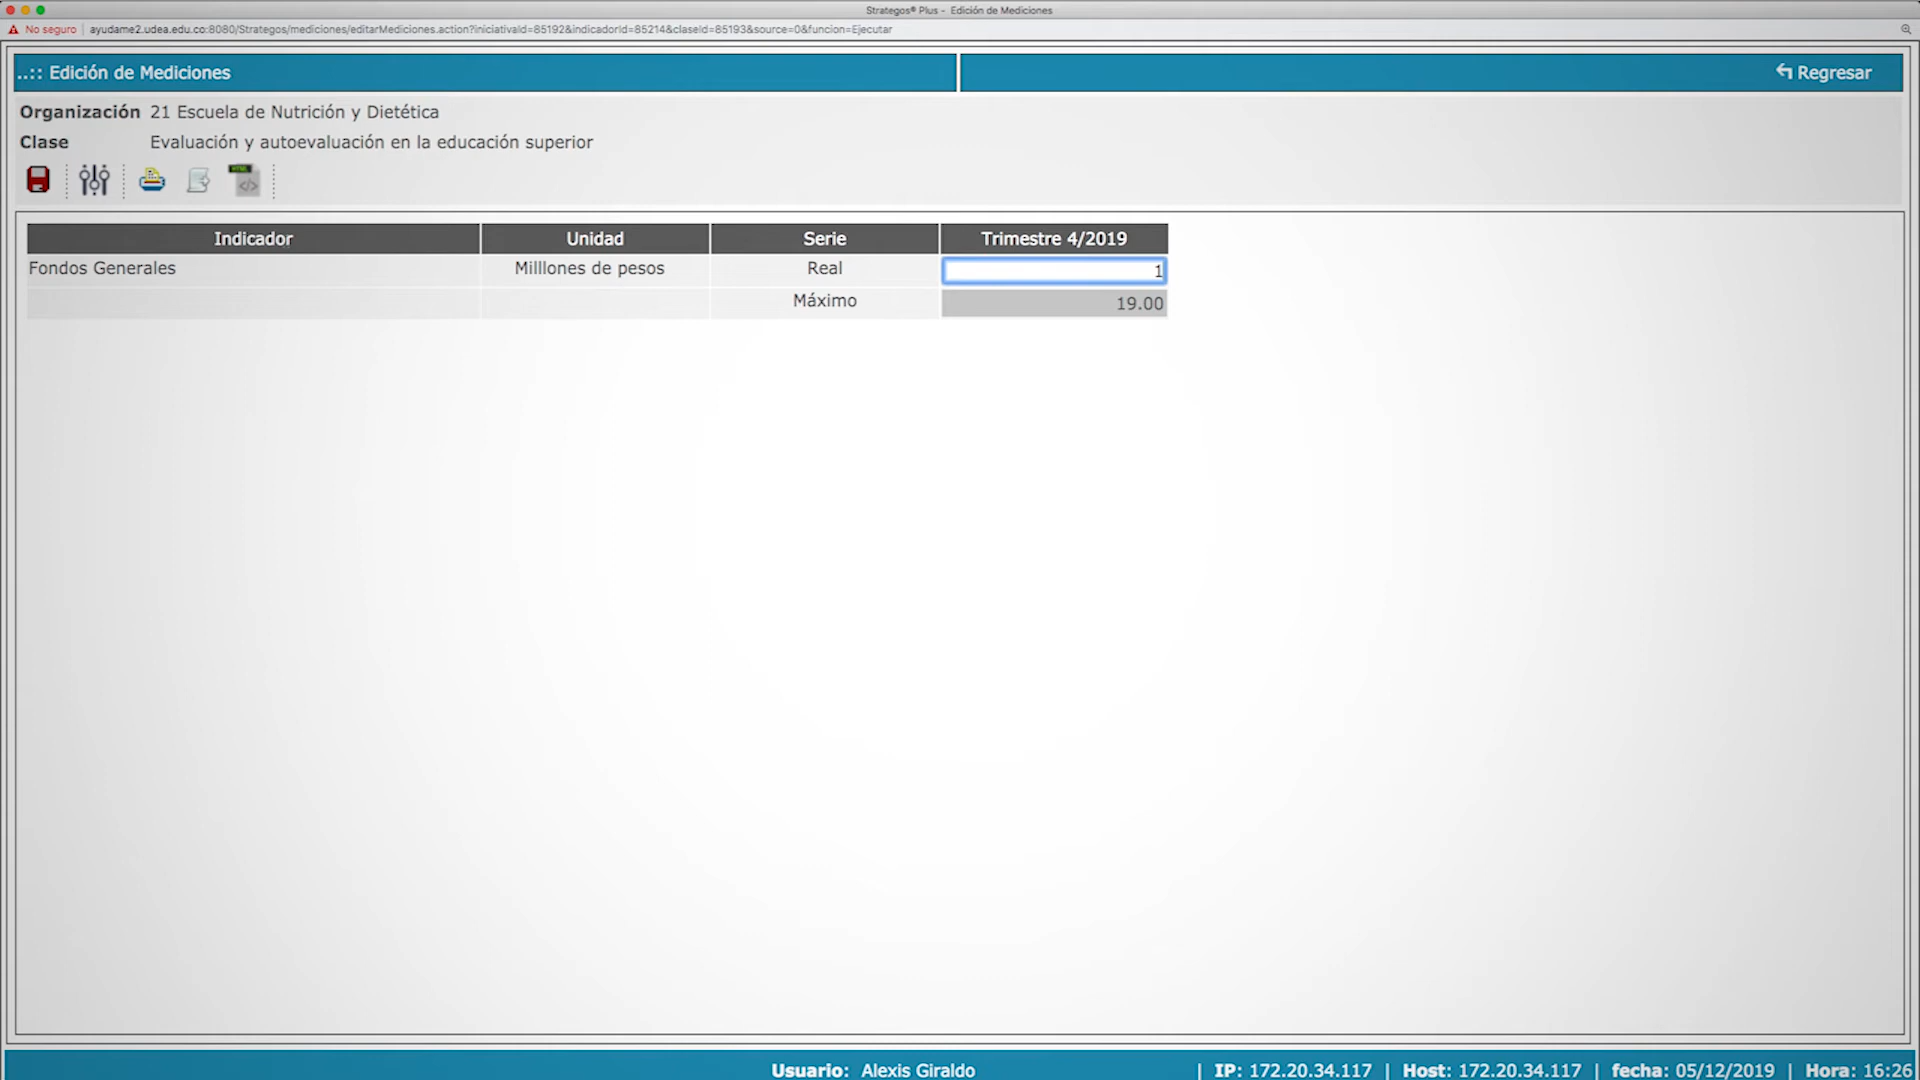 Strategos® Plus - Edición de Mediciones
No seguro | ayudame2.udea.edu.co:8080/Strategos/mediciones/editarMediciones.action?iniciativaId=85192&indicadorId=85214&claseId=85193&source=0&funcion=Ejecutar
..:: Edición de Mediciones
Regresar
Organización 21 Escuela de Nutrición y Dietética
Clase Evaluación y autoevaluación en la educación superior
HTML
Indicador Unidad Serie Trimestre 4/2019
Fondos Generales Milllones de pesos Real 1
Máximo 19.00
Usuario: Alexis Giraldo | IP: 172.20.34.117 | Host: 172.20.34.117 | fecha: 05/12/2019 | Hora: 16:26